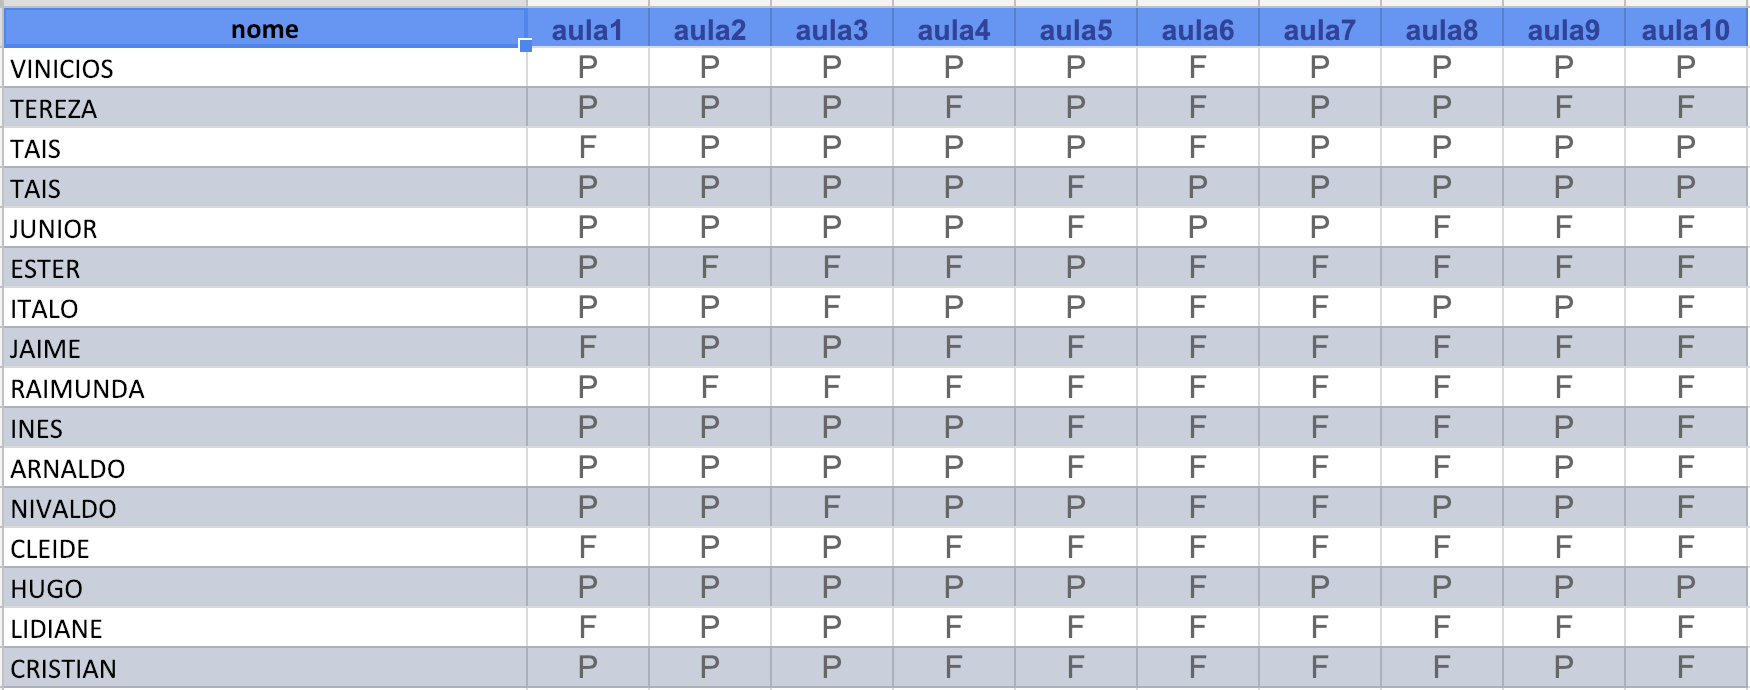 nome aula1 aula2 aula3 aula4 aula5 aula6 aula7 aula8 aula9 aula10
VINICIOS P P P P P F P P P P
TEREZA P P P F P F P P F F
TAIS F P P P P F P P P P
TAIS P P P P F P P P P P
JUNIOR P P P P F P P F F F
ESTER P F F F P F F F F F
ITALO P P F P P F F P P F
JAIME F P P F F F F F F F
RAIMUNDA P F F F F F F F F F
INES P P P P F F F F P F
ARNALDO P P P P F F F F P F
NIVALDO P P F P P F F P P F
CLEIDE F P P F F F F F F F
HUGO P P P P P F P P P P
LIDIANE F P P F F F F F F F
CRISTIAN P P P F F F F F P F